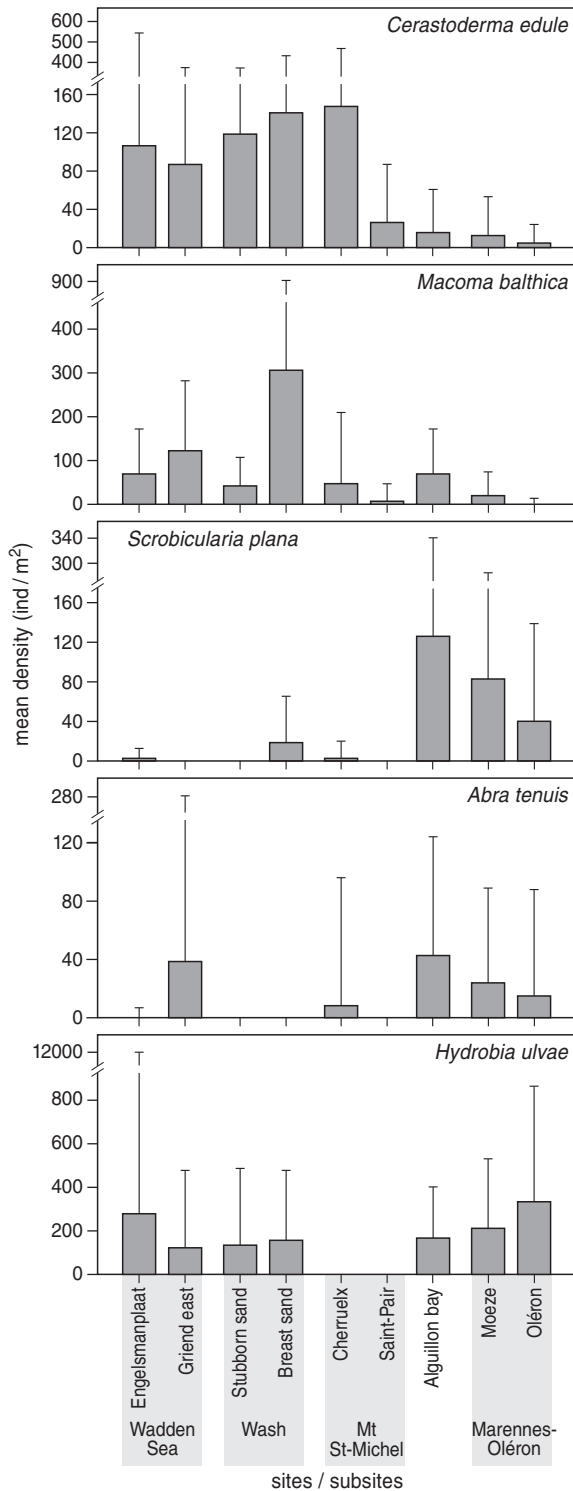 Cerastoderma edule
600
500
400
160
120
80
40
0
Macoma balthica
900
400
300
200
100
0
Scrobicularia plana
340
300
160
120
80
40
0
Abra tenuis
280
120
80
40
0
Hydrobia ulvae
12000
800
600
400
200
0
mean density (ind / m²)
Engelsmanplaat
Griend east
Stubborn sand
Breast sand
Cherruelx
Saint-Pair
Alguillon bay
Moeze
Oléron
Wadden
Sea
Wash
Mt
St-Michel
Marennes-
Oléron
sites / subsites